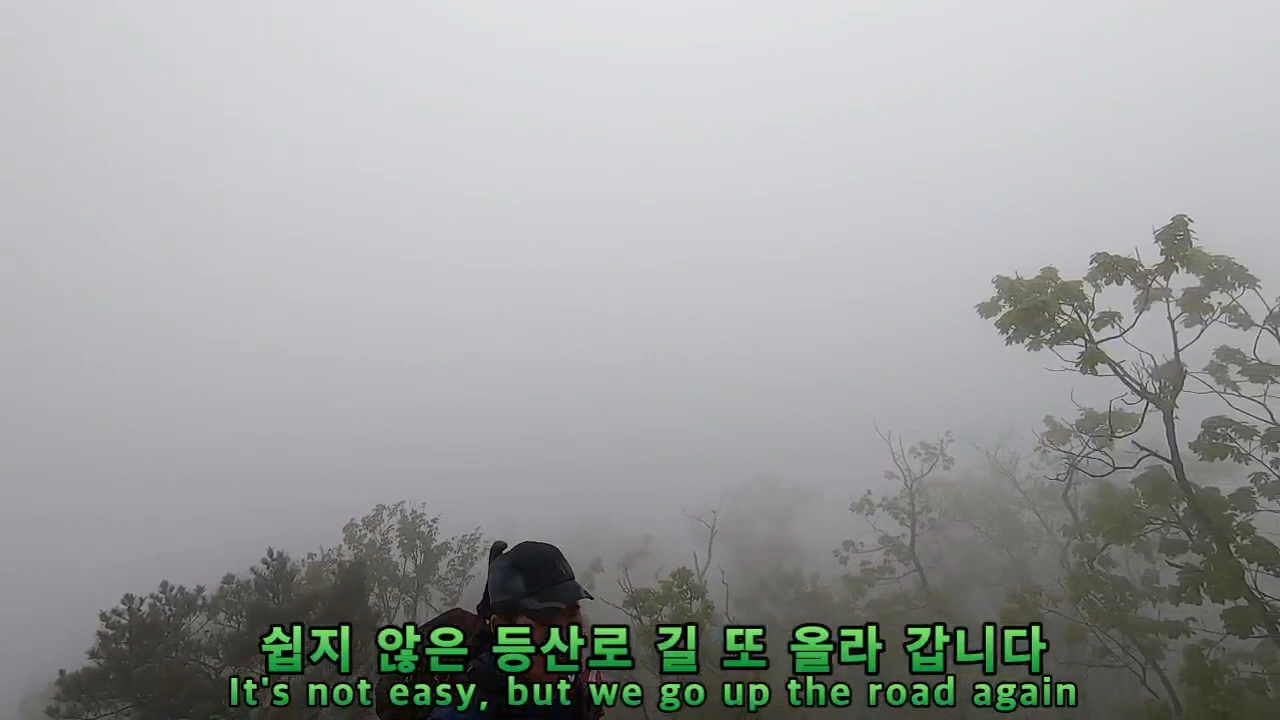 쉽지 않은 등산로 길 또 올라 갑니다
It's not easy, but we go up the road again